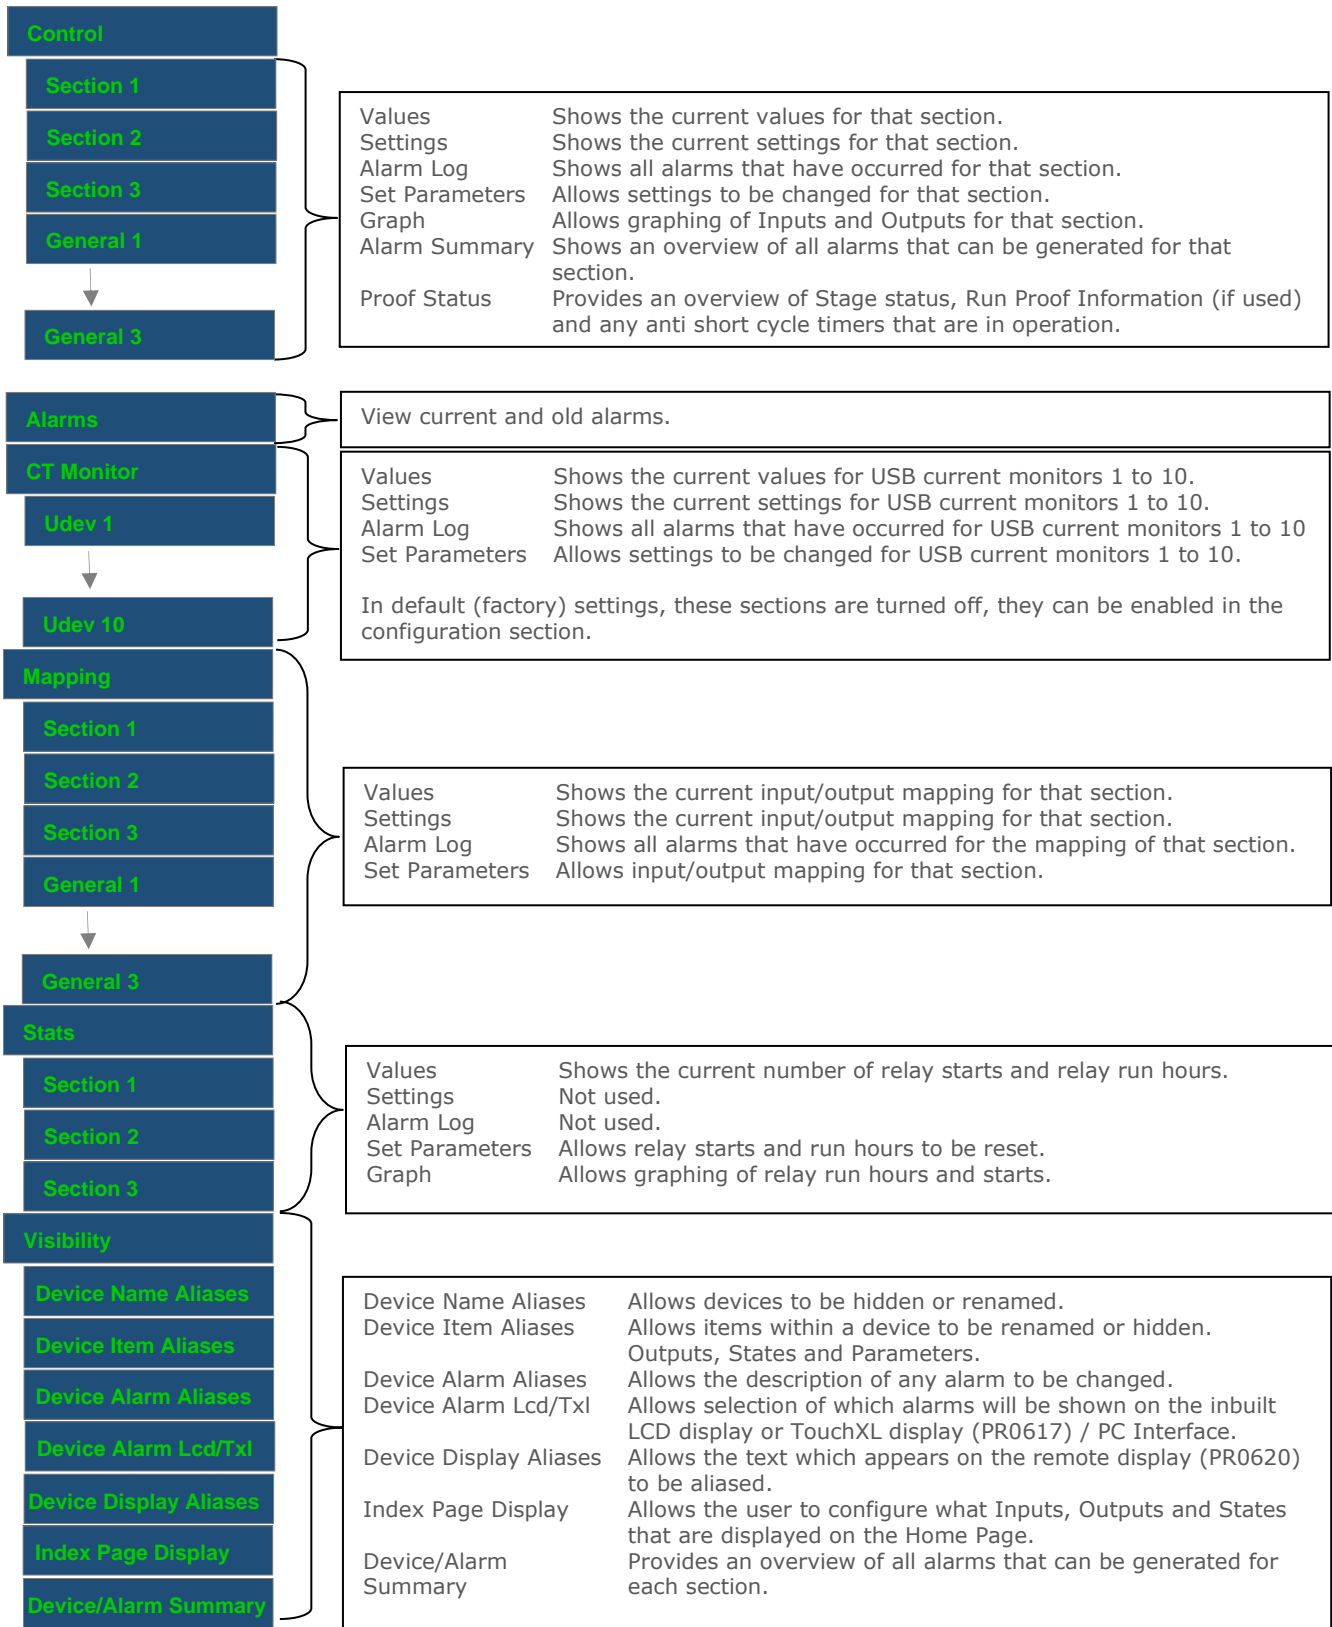 Control
Section 1
Section 2
Section 3
General 1
General 3
Values Shows the current values for that section.
Settings Shows the current settings for that section.
Alarm Log Shows all alarms that have occurred for that section.
Set Parameters Allows settings to be changed for that section.
Graph Allows graphing of Inputs and Outputs for that section.
Alarm Summary Shows an overview of all alarms that can be generated for that
section.
Proof Status Provides an overview of Stage status, Run Proof Information (if used)
and any anti short cycle timers that are in operation.
Alarms
View current and old alarms.
CT Monitor
Udev 1
Udev 10
Values Shows the current values for USB current monitors 1 to 10.
Settings Shows the current settings for USB current monitors 1 to 10.
Alarm Log Shows all alarms that have occurred for USB current monitors 1 to 10
Set Parameters Allows settings to be changed for USB current monitors 1 to 10.
In default (factory) settings, these sections are turned off, they can be enabled in the
configuration section.
Mapping
Section 1
Section 2
Section 3
General 1
General 3
Values Shows the current input/output mapping for that section.
Settings Shows the current input/output mapping for that section.
Alarm Log Shows all alarms that have occurred for the mapping of that section.
Set Parameters Allows input/output mapping for that section.
Stats
Section 1
Section 2
Section 3
Values Shows the current number of relay starts and relay run hours.
Settings Not used.
Alarm Log Not used.
Set Parameters Allows relay starts and run hours to be reset.
Graph Allows graphing of relay run hours and starts.
Visibility
Device Name Aliases
Device Item Aliases
Device Alarm Aliases
Device Alarm Lcd/Txl
Device Display Aliases
Index Page Display
Device/Alarm Summary
Device Name Aliases Allows devices to be hidden or renamed.
Device Item Aliases Allows items within a device to be renamed or hidden.
Outputs, States and Parameters.
Device Alarm Aliases Allows the description of any alarm to be changed.
Device Alarm Lcd/Txl Allows selection of which alarms will be shown on the inbuilt
LCD display or TouchXL display (PR0617) / PC Interface.
Device Display Aliases Allows the text which appears on the remote display (PR0620)
to be aliased.
Index Page Display Allows the user to configure what Inputs, Outputs and States
that are displayed on the Home Page.
Device/Alarm Provides an overview of all alarms that can be generated for
Summary each section.